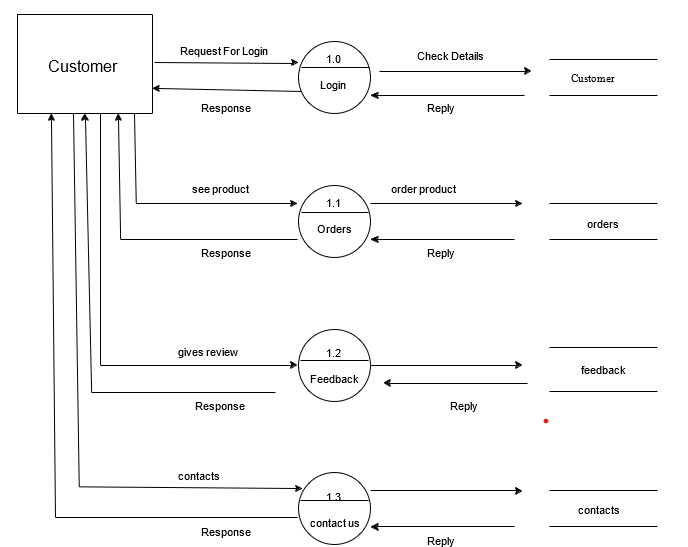 Customer
Request For Login
1.0
Login
Check Details
Customer
Response
Reply
see product
1.1
Orders
order product
orders
Response
Reply
gives review
1.2
Feedback
feedback
Response
Reply
contacts
1.3
contact us
contacts
Response
Reply